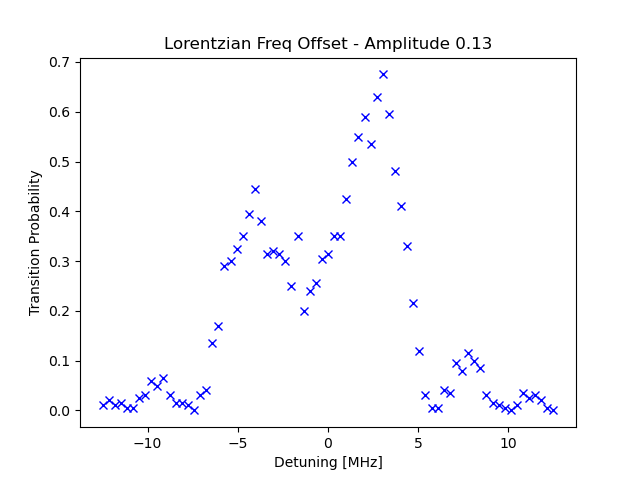 Lorentzian Freq Offset - Amplitude 0.13
Transition Probability
0.7
0.6
0.5
0.4
0.3
0.2
0.1
0.0
−10 −5 0 5 10
Detuning [MHz]